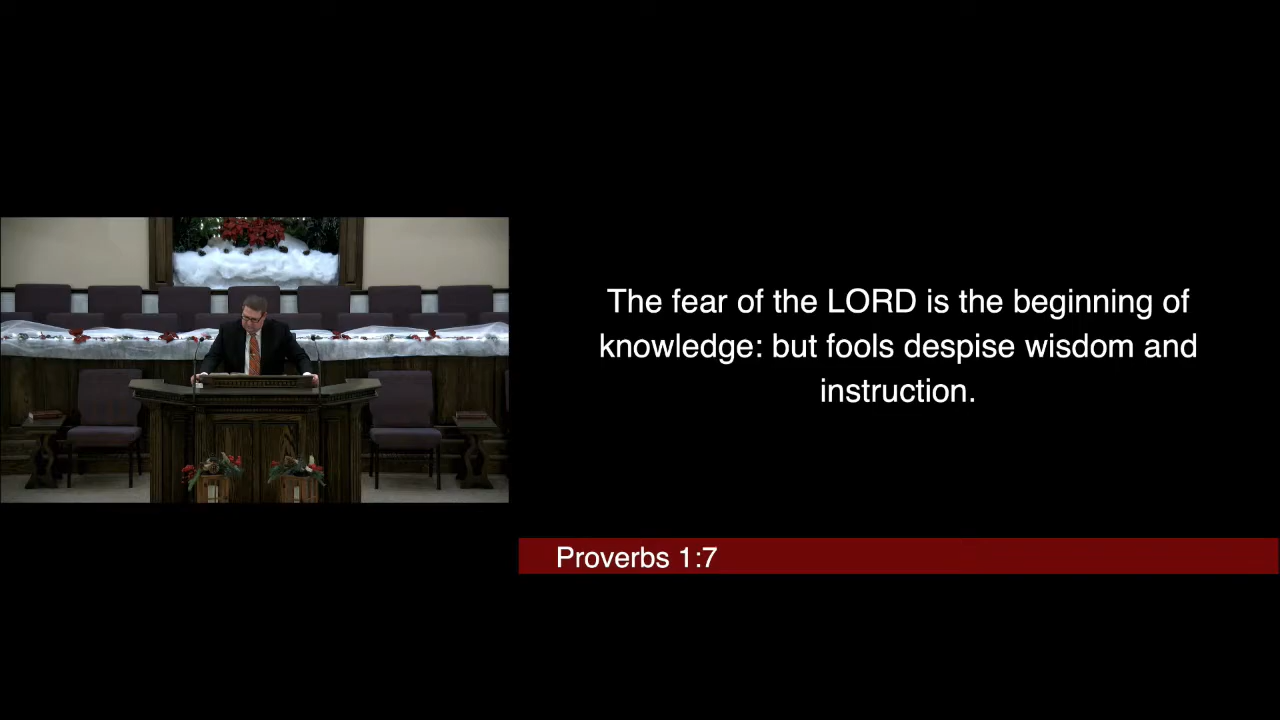 The fear of the LORD is the beginning of
knowledge: but fools despise wisdom and
instruction.
Proverbs 1:7